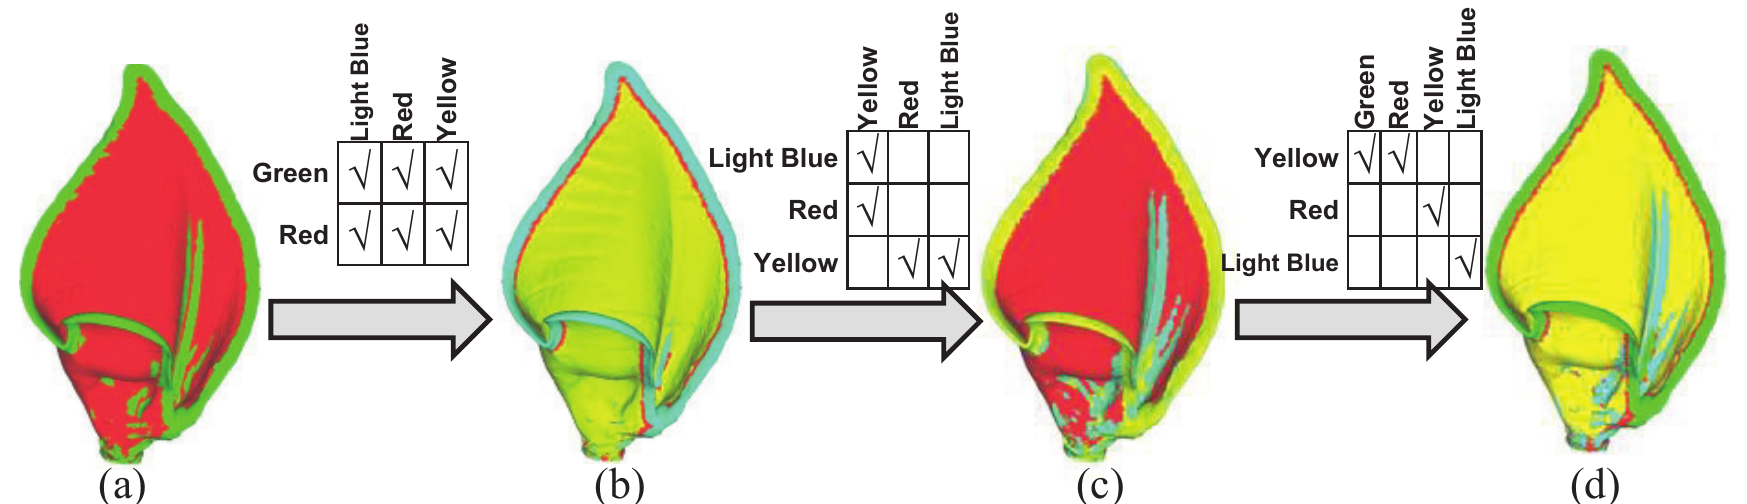 Light Blue
Red
Yellow
Green √ √ √
Red √ √ √
Yellow
Red
Light Blue
Light Blue √
Red √
Yellow √ √
Green
Red
Yellow
Light Blue
Yellow √ √
Red √
Light Blue √
(a) (b) (c) (d)